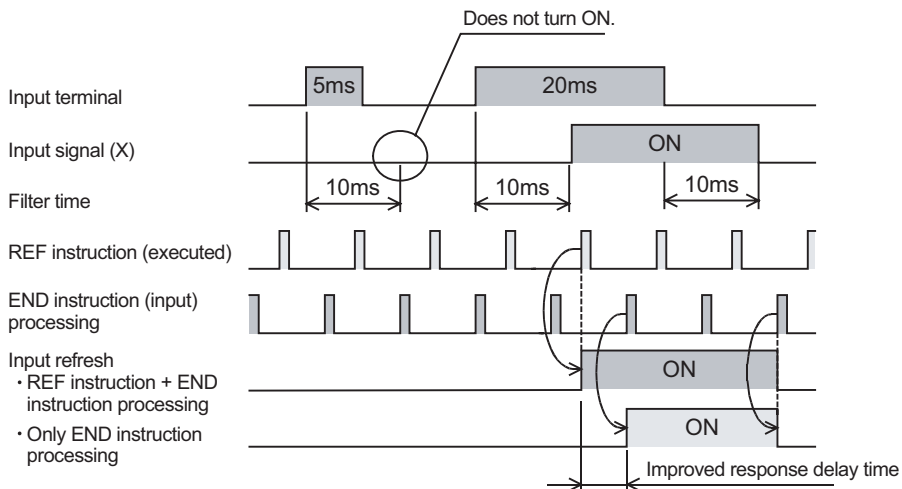 Does not turn ON.
Input terminal
5ms
20ms
Input signal (X)
ON
Filter time
10ms
10ms
10ms
REF instruction (executed)
END instruction (input)
processing
Input refresh
・REF instruction + END
instruction processing
ON
・Only END instruction
processing
ON
Improved response delay time